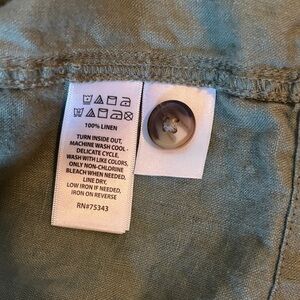 100% LINEN
TURN INSIDE OUT,
MACHINE WASH COOL -
DELICATE CYCLE.
WASH WITH LIKE COLORS,
ONLY NON-CHLORINE
BLEACH WHEN NEEDED.
LINE DRY,
LOW IRON IF NEEDED,
IRON ON REVERSE
RN#75343